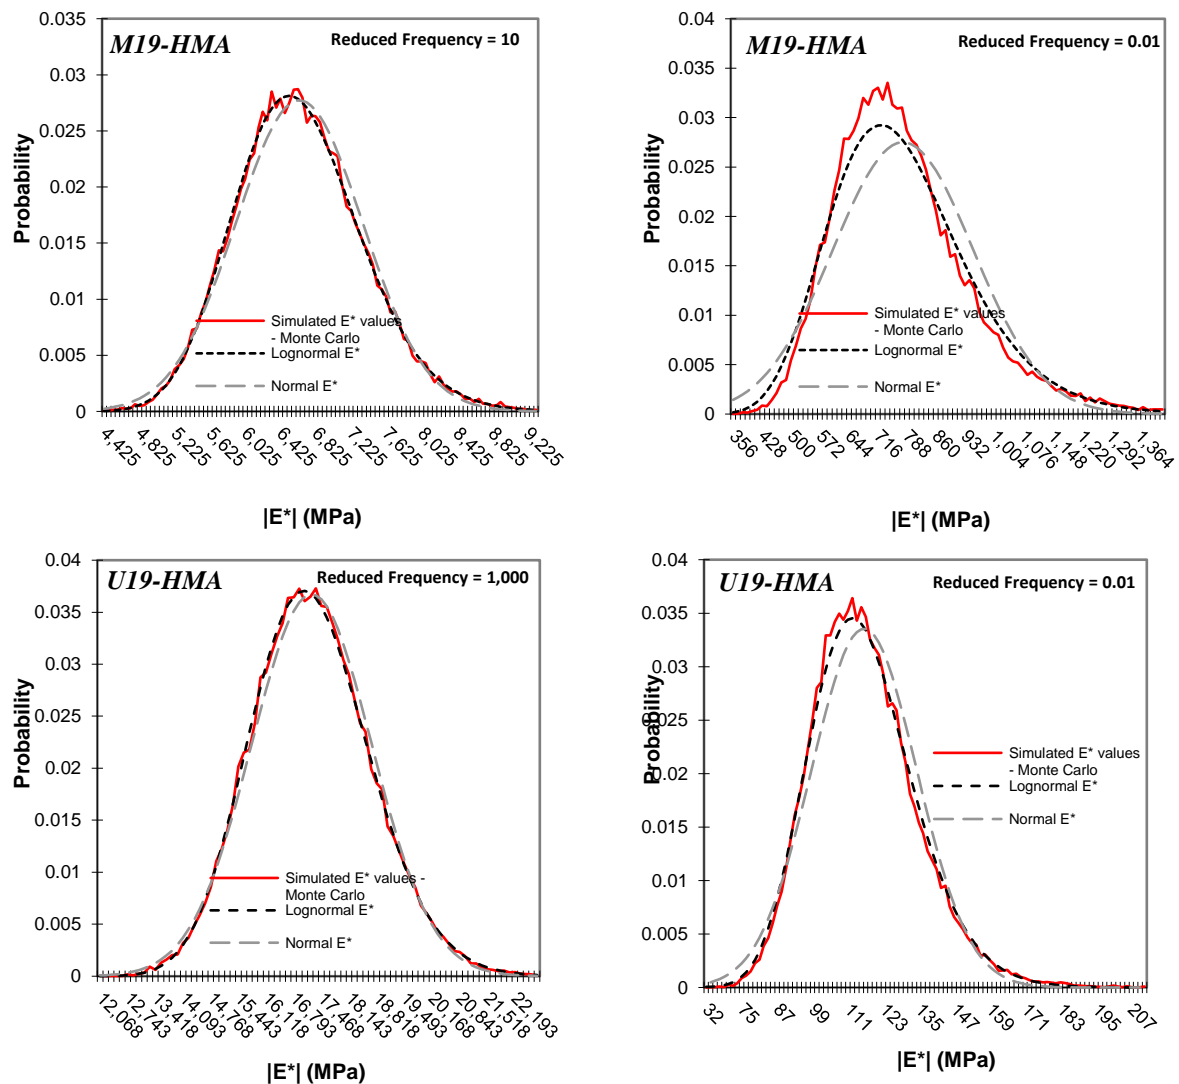 M19-HMA
Reduced Frequency = 10
Probability
0.035
0.03
0.025
0.02
0.015
0.01
0.005
0
Simulated E* values
- Monte Carlo
Lognormal E*
Normal E*
4,425
4,825
5,225
5,625
6,025
6,425
6,825
7,225
7,625
8,025
8,425
8,825
9,225
|E*| (MPa)
M19-HMA
Reduced Frequency = 0.01
Probability
0.04
0.035
0.03
0.025
0.02
0.015
0.01
0.005
0
Simulated E* values
- Monte Carlo
Lognormal E*
Normal E*
356
428
500
572
644
716
788
860
932
1,004
1,076
1,148
1,220
1,292
1,364
|E*| (MPa)
U19-HMA
Reduced Frequency = 1,000
Probability
0.04
0.035
0.03
0.025
0.02
0.015
0.01
0.005
0
Simulated E* values -
Monte Carlo
Lognormal E*
Normal E*
12,068
12,743
13,418
14,093
14,768
15,443
16,118
16,793
17,468
18,143
18,818
19,493
20,168
20,843
21,518
22,193
|E*| (MPa)
U19-HMA
Reduced Frequency = 0.01
Probability
0.04
0.035
0.03
0.025
0.02
0.015
0.01
0.005
0
Simulated E* values
- Monte Carlo
Lognormal E*
Normal E*
32
75
87
99
111
123
135
147
159
171
183
195
207
|E*| (MPa)